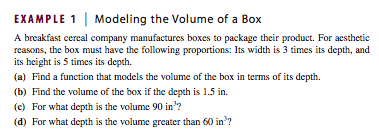 EXAMPLE 1 | Modeling the Volume of a Box
A breakfast cereal company manufactures boxes to package their product. For aesthetic
reasons, the box must have the following proportions: Its width is 3 times its depth, and
its height is 5 times its depth.
(a) Find a function that models the volume of the box in terms of its depth.
(b) Find the volume of the box if the depth is 1.5 in.
(c) For what depth is the volume 90 in³?
(d) For what depth is the volume greater than 60 in³?